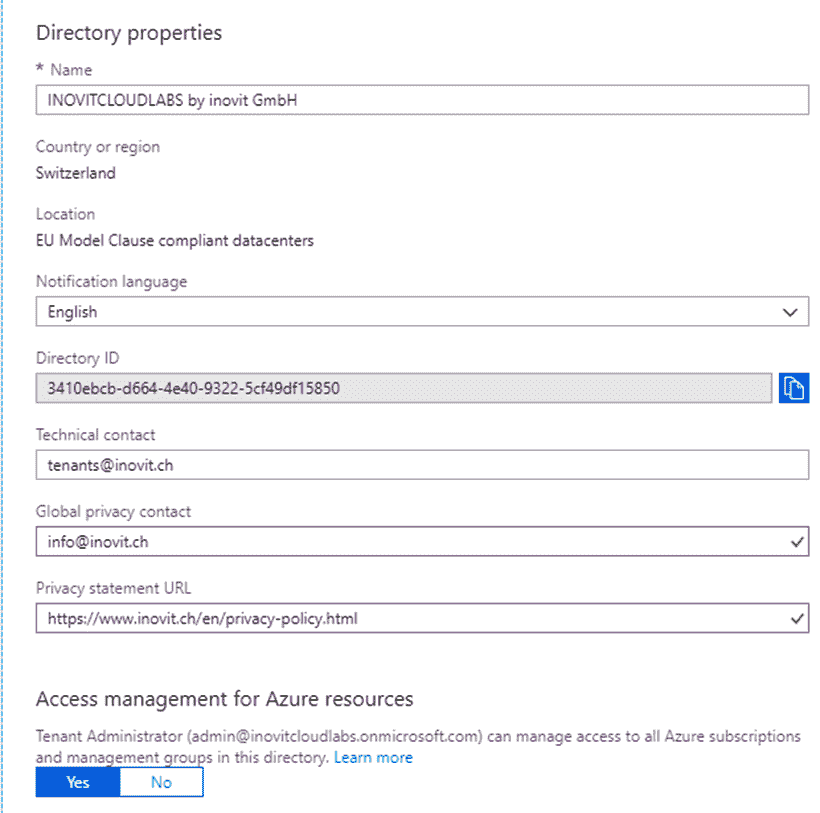 Directory properties
* Name
INOVITCLOUDLABS by inovit GmbH
Country or region
Switzerland
Location
EU Model Clause compliant datacenters
Notification language
English
Directory ID
3410ebcb-d664-4e40-9322-5cf49df15850
Technical contact
tenants@inovit.ch
Global privacy contact
info@inovit.ch
Privacy statement URL
https://www.inovit.ch/en/privacy-policy.html
Access management for Azure resources
Tenant Administrator (admin@inovitcloudlabs.onmicrosoft.com) can manage access to all Azure subscriptions
and management groups in this directory. Learn more
Yes No